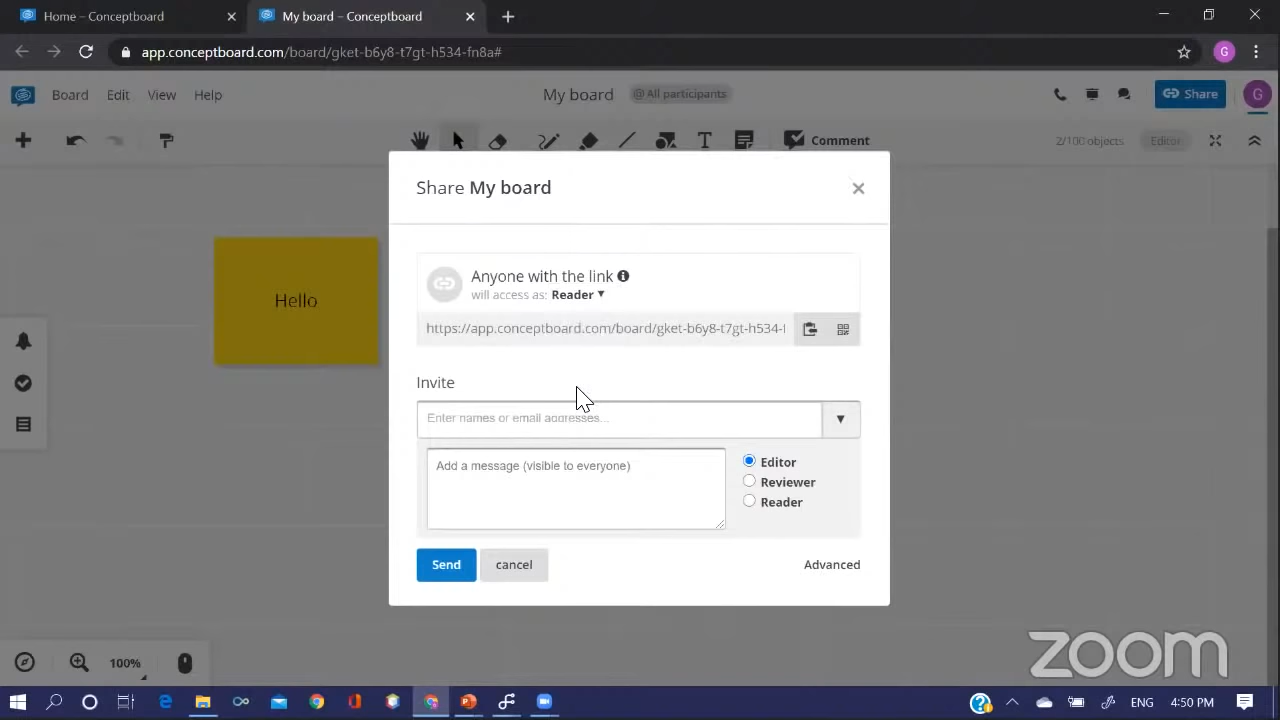 Home – Conceptboard
My board – Conceptboard
app.conceptboard.com/board/gket-b6y8-t7gt-h534-fn8a#
G
Board Edit View Help
My board @ All participants
Share
G
Comment
2/100 objects
Editor
Share My board
Anyone with the link
will access as: Reader
https://app.conceptboard.com/board/gket-b6y8-t7gt-h534-
Hello
Invite
Enter names or email addresses...
Add a message (visible to everyone)
Editor
Reviewer
Reader
Send
cancel
Advanced
100%
zoom
ENG
4:50 PM